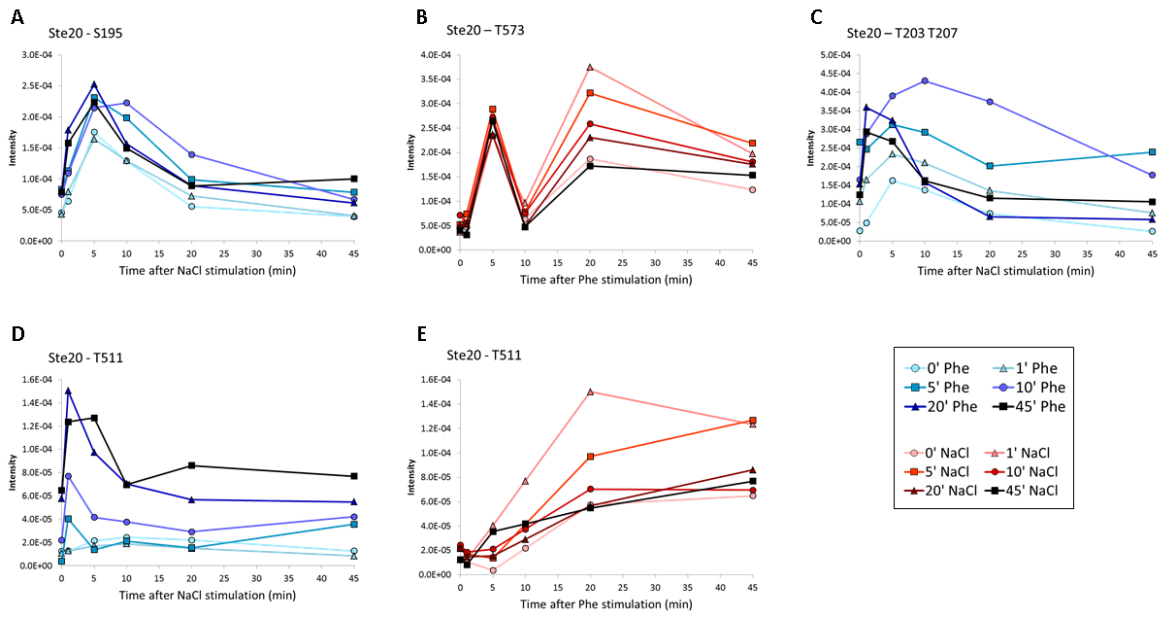 A
Ste20 - S195
3.0E-04
2.5E-04
2.0E-04
1.5E-04
1.0E-04
5.0E-05
0.0E+00
Intensity
0 5 10 15 20 25 30 35 40 45
Time after NaCl stimulation (min)
B
Ste20 – T573
4.0E-04
3.5E-04
3.0E-04
2.5E-04
2.0E-04
1.5E-04
1.0E-04
5.0E-05
0.0E+00
Intensity
0 5 10 15 20 25 30 35 40 45
Time after Phe stimulation (min)
C
Ste20 – T203 T207
5.0E-04
4.5E-04
4.0E-04
3.5E-04
3.0E-04
2.5E-04
2.0E-04
1.5E-04
1.0E-04
5.0E-05
0.0E+00
Intensity
0 5 10 15 20 25 30 35 40 45
Time after NaCl stimulation (min)
D
Ste20 - T511
1.6E-04
1.4E-04
1.2E-04
1.0E-04
8.0E-05
6.0E-05
4.0E-05
2.0E-05
0.0E+00
Intensity
0 5 10 15 20 25 30 35 40 45
Time after NaCl stimulation (min)
E
Ste20 - T511
1.6E-04
1.4E-04
1.2E-04
1.0E-04
8.0E-05
6.0E-05
4.0E-05
2.0E-05
0.0E+00
Intensity
0 5 10 15 20 25 30 35 40 45
Time after Phe stimulation (min)
0' Phe 1' Phe
5' Phe 10' Phe
20' Phe 45' Phe
0' NaCl 1' NaCl
5' NaCl 10' NaCl
20' NaCl 45' NaCl